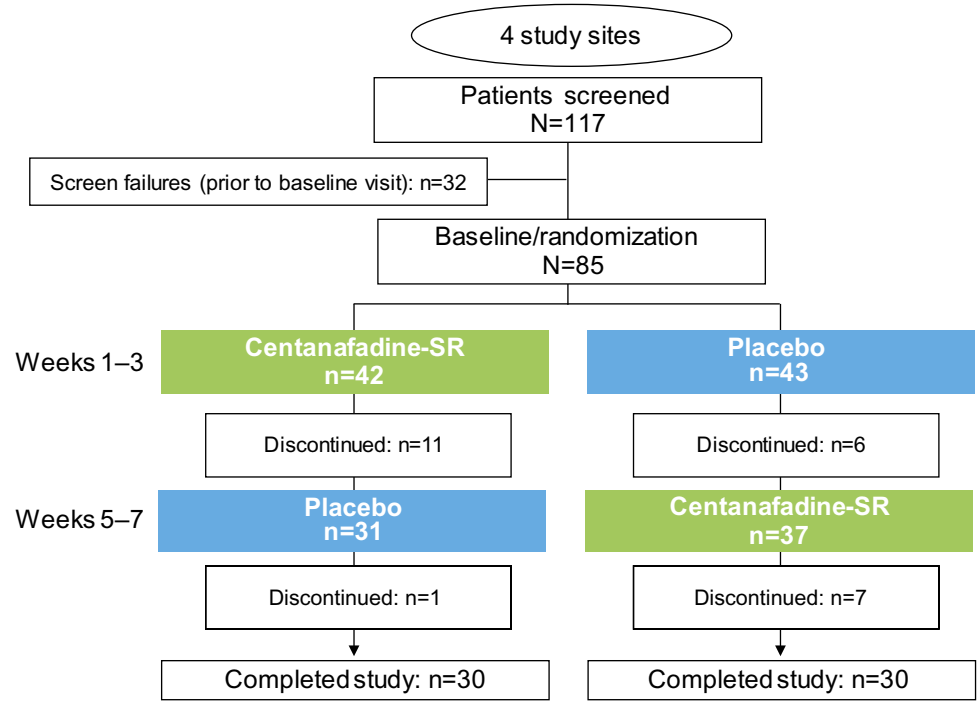 4 study sites
Patients screened
N=117
Screen failures (prior to baseline visit): n=32
Baseline/randomization
N=85
Weeks 1–3
Centanafadine-SR
n=42
Placebo
n=43
Discontinued: n=11
Discontinued: n=6
Weeks 5–7
Placebo
n=31
Centanafadine-SR
n=37
Discontinued: n=1
Discontinued: n=7
Completed study: n=30
Completed study: n=30